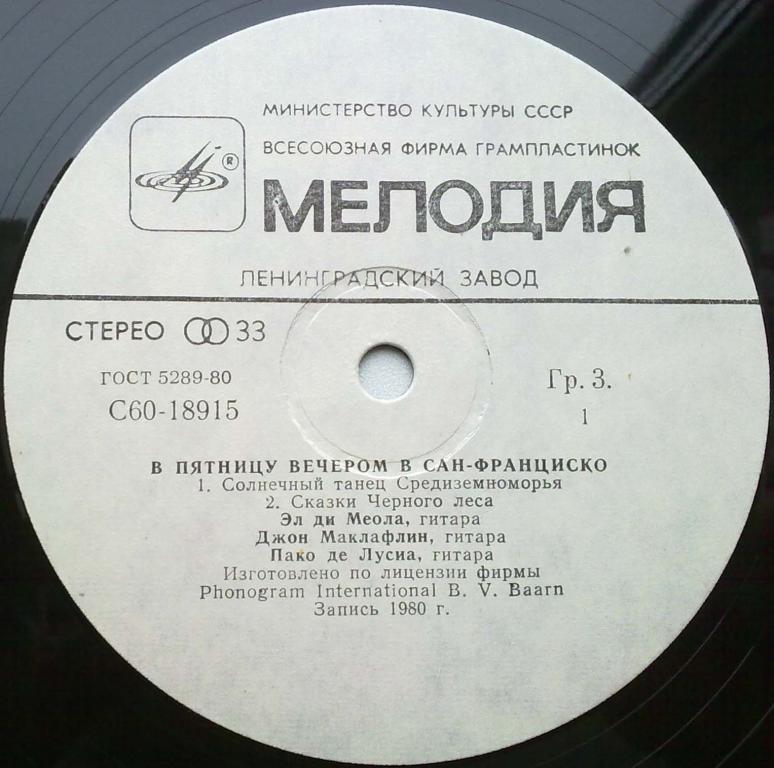 МИНИСТЕРСТВО КУЛЬТУРЫ СССР
ВСЕСОЮЗНАЯ ФИРМА ГРАМПЛАСТИНОК
®
МЕЛОДИЯ
ЛЕНИНГРАДСКИЙ ЗАВОД
СТЕРЕО 33
ГОСТ 5289-80
Гр. 3.
С60-18915
1
В ПЯТНИЦУ ВЕЧЕРОМ В САН-ФРАНЦИСКО
1. Солнечный танец Средиземноморья
2. Сказки Черного леса
Эл ди Меола, гитара
Джон Маклафлин, гитара
Пако де Лусиа, гитара
Изготовлено по лицензии фирмы
Phonogram International B. V. Baarn
Запись 1980 г.